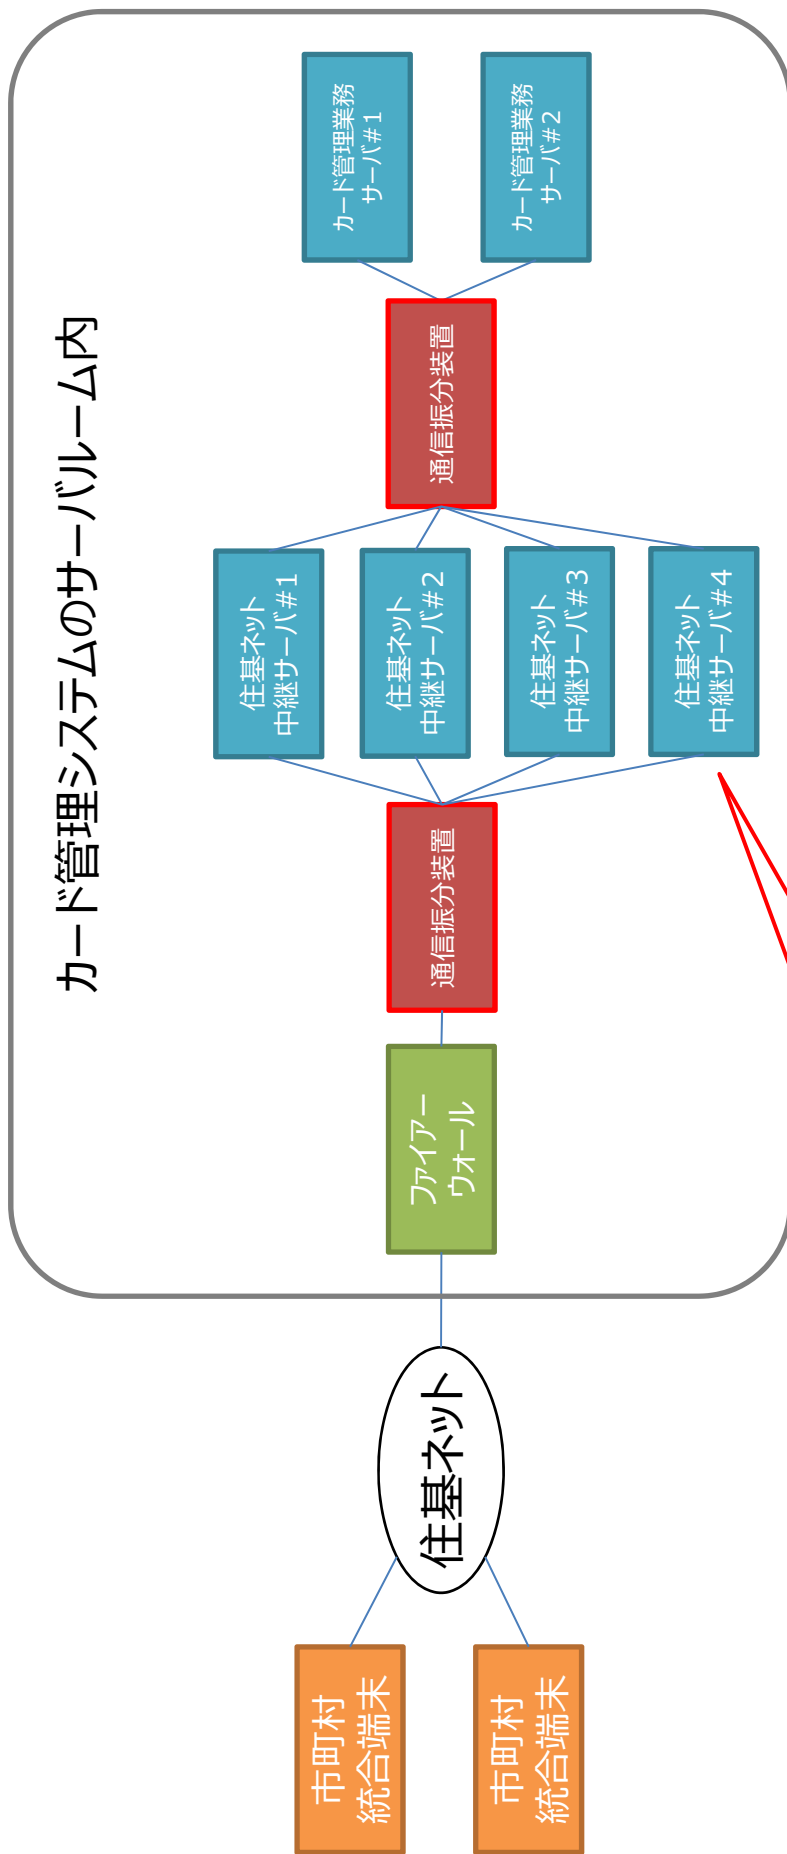 カード管理システムのサーバルーム内
市町村
統合端末
市町村
統合端末
住基ネット
ファイアー
ウォール
通信振分装置
住基ネット
中継サーバ#1
住基ネット
中継サーバ#2
住基ネット
中継サーバ#3
住基ネット
中継サーバ#4
通信振分装置
カード管理業務
サーバ#1
カード管理業務
サーバ#2